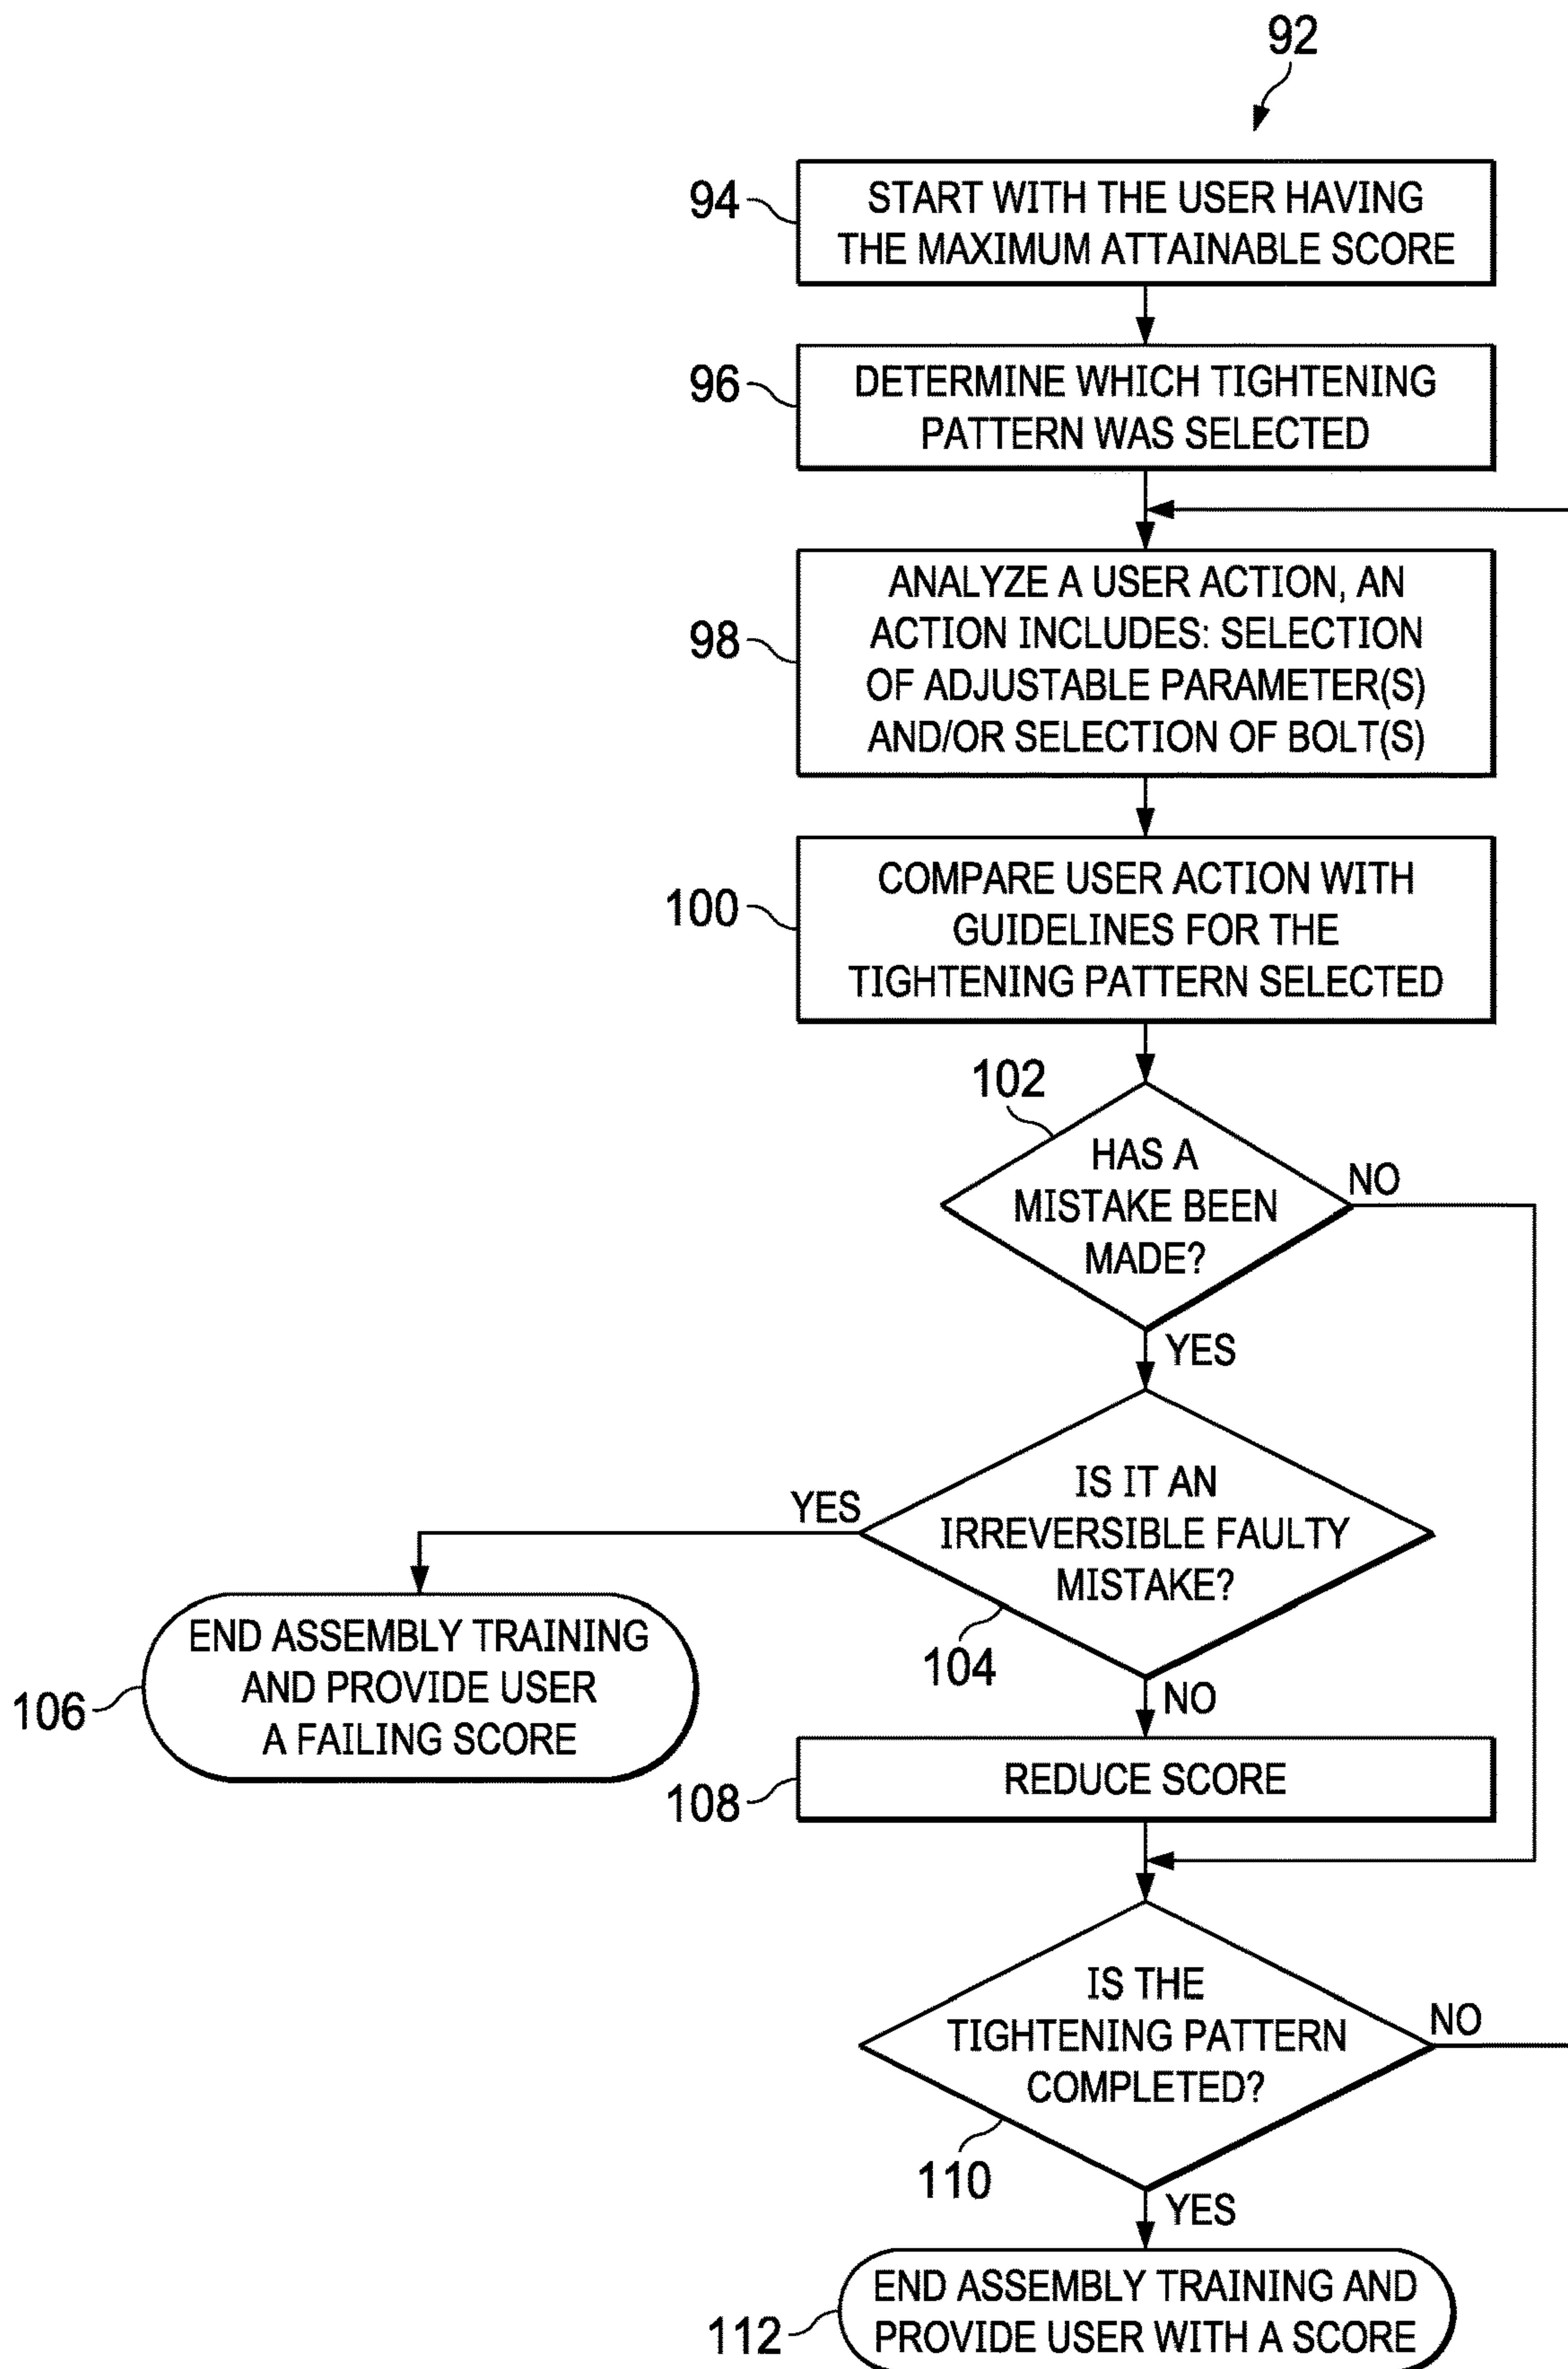 92
94
START WITH THE USER HAVING
THE MAXIMUM ATTAINABLE SCORE
96
DETERMINE WHICH TIGHTENING
PATTERN WAS SELECTED
98
ANALYZE A USER ACTION, AN
ACTION INCLUDES: SELECTION
OF ADJUSTABLE PARAMETER(S)
AND/OR SELECTION OF BOLT(S)
100
COMPARE USER ACTION WITH
GUIDELINES FOR THE
TIGHTENING PATTERN SELECTED
102
HAS A
MISTAKE BEEN
MADE?
NO
YES
IS IT AN
IRREVERSIBLE FAULTY
MISTAKE?
YES
104
NO
106
END ASSEMBLY TRAINING
AND PROVIDE USER
A FAILING SCORE
108
REDUCE SCORE
IS THE
TIGHTENING PATTERN
COMPLETED?
NO
110
YES
112
END ASSEMBLY TRAINING AND
PROVIDE USER WITH A SCORE